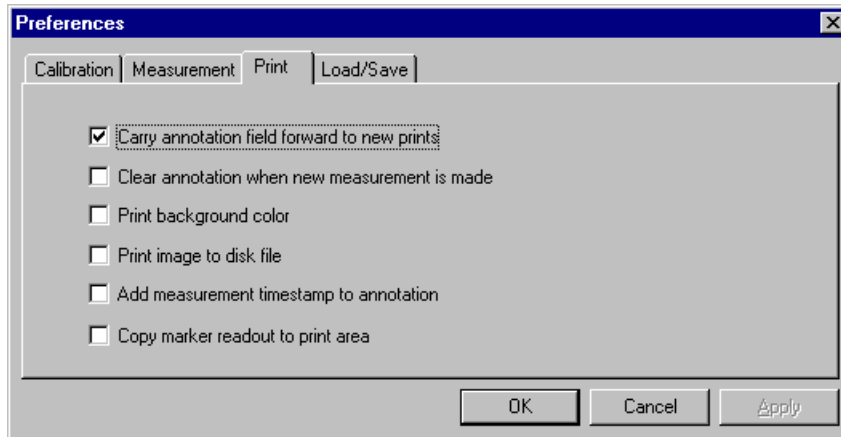 Preferences
Calibration Measurement Print Load/Save
Carry annotation field forward to new prints
Clear annotation when new measurement is made
Print background color
Print image to disk file
Add measurement timestamp to annotation
Copy marker readout to print area
OK Cancel Apply